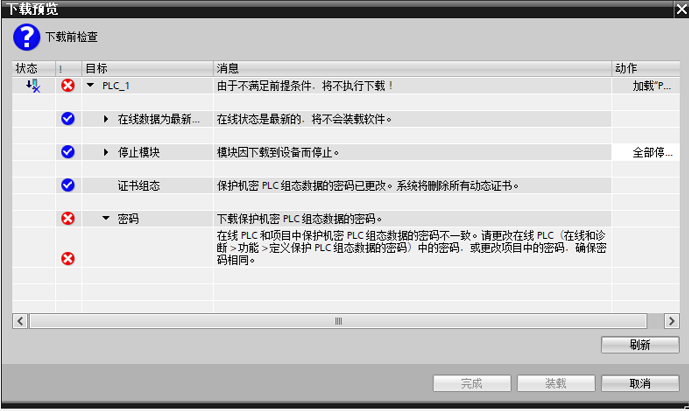 下载预览
下载前检查
状态 ! 目标 消息 动作
PLC_1 由于不满足前提条件，将不执行下载！ 加载"P...
在线数据为最新... 在线状态是最新的，将不会装载软件。
停止模块 模块因下载到设备而停止。 全部停...
证书组态 保护机密 PLC 组态数据的密码已更改。系统将删除所有动态证书。
密码 下载保护机密 PLC 组态数据的密码。
在线 PLC 和项目中保护机密 PLC 组态数据的密码不一致。请更改在线 PLC（在线和诊
断 > 功能 > 定义保护 PLC 组态数据的密码）中的密码，或更改项目中的密码，确保密
码相同。
刷新
完成 装载 取消